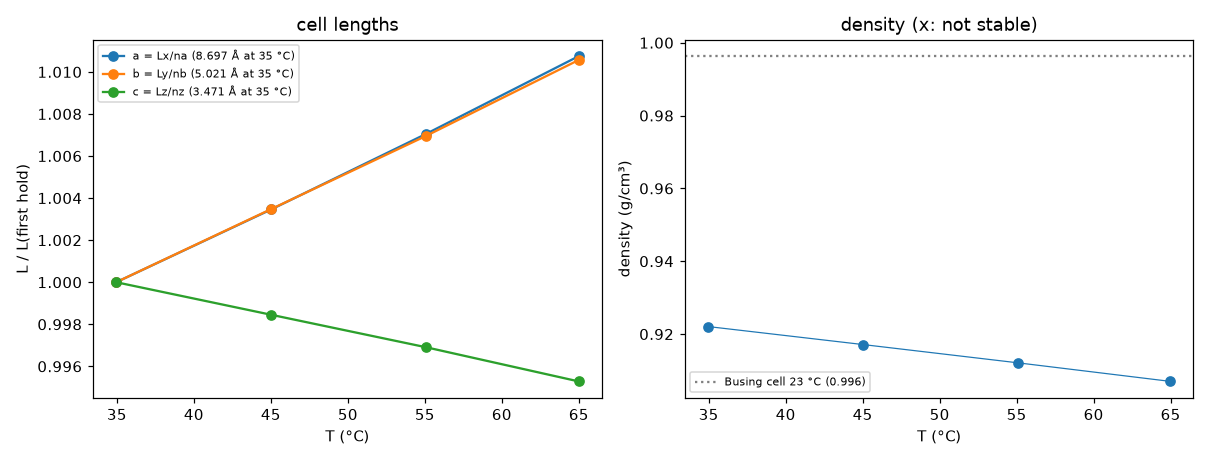 cell lengths
a = Lx/na (8.697 Å at 35 °C)
b = Ly/nb (5.021 Å at 35 °C)
c = Lz/nz (3.471 Å at 35 °C)
L / L(first hold)
1.010
1.008
1.006
1.004
1.002
1.000
0.998
0.996
35 40 45 50 55 60 65
T (°C)
density (x: not stable)
density (g/cm³)
1.00
0.98
0.96
0.94
0.92
Busing cell 23 °C (0.996)
35 40 45 50 55 60 65
T (°C)